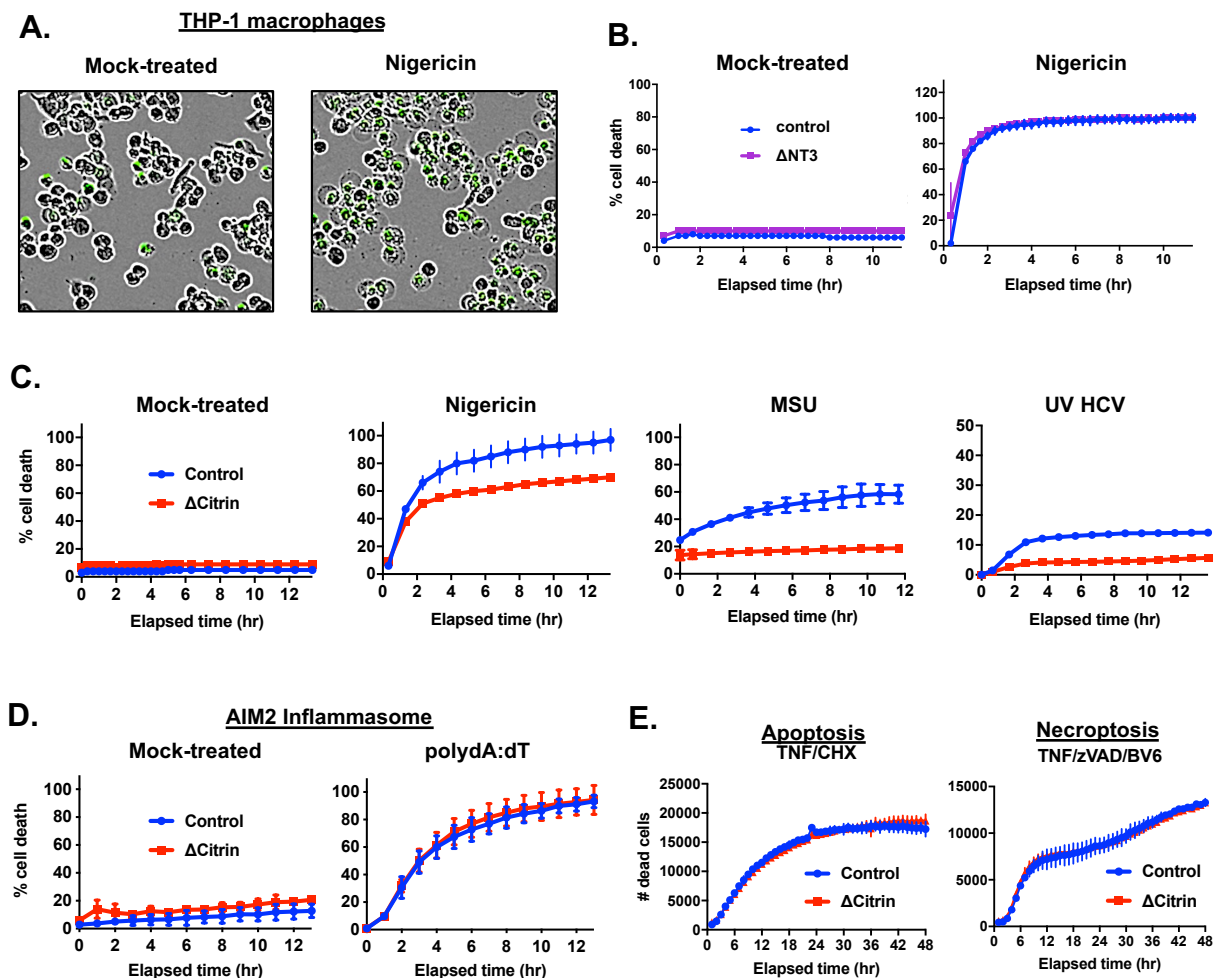 A.
THP-1 macrophages
Mock-treated
Nigericin
B.
Mock-treated
Nigericin
% cell death
100
80
60
40
20
0
0 2 4 6 8 10
Elapsed time (hr)
control
ΔNT3
% cell death
120
100
80
60
40
20
0
0 2 4 6 8 10
Elapsed time (hr)
C.
Mock-treated
% cell death
100
80
60
40
20
0
0 2 4 6 8 10 12
Elapsed time (hr)
Control
ΔCitrin
Nigericin
100
80
60
40
20
0
0 2 4 6 8 10 12
Elapsed time (hr)
MSU
100
80
60
40
20
0
0 2 4 6 8 10 12
Elapsed time (hr)
UV HCV
50
40
30
20
10
0
0 2 4 6 8 10 12
Elapsed time (hr)
D.
AIM2 Inflammasome
Mock-treated
% cell death
100
80
60
40
20
0
0 2 4 6 8 10 12
Elapsed time (hr)
Control
ΔCitrin
polydA:dT
100
80
60
40
20
0
0 2 4 6 8 10 12
Elapsed time (hr)
E.
Apoptosis
TNF/CHX
# dead cells
25000
20000
15000
10000
5000
0
0 6 12 18 24 30 36 42 48
Elapsed time (hr)
Control
ΔCitrin
Necroptosis
TNF/zVAD/BV6
15000
10000
5000
0
0 6 12 18 24 30 36 42 48
Elapsed time (hr)
Control
ΔCitrin